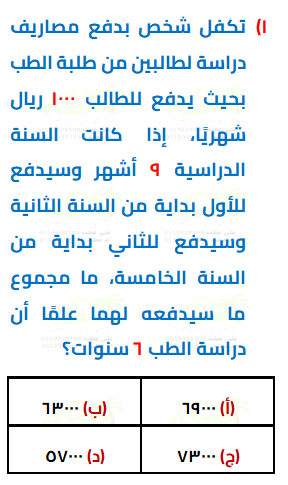 ١) تكفل شخص بدفع مصاريف
دراسة لطالبين من طلبة الطب
بحيث يدفع للطالب ١٠٠٠ ريال
شهريًا، إذا كانت السنة
الدراسية ٩ أشهر وسيدفع
للأول بداية من السنة الثانية
وسيدفع للثاني بداية من
السنة الخامسة، ما مجموع
ما سيدفعه لهما علمًا أن
دراسة الطب ٦ سنوات؟
(أ) ٦٩٠٠٠ (ب) ٦٣٠٠٠
(ج) ٧٣٠٠٠ (د) ٥٧٠٠٠